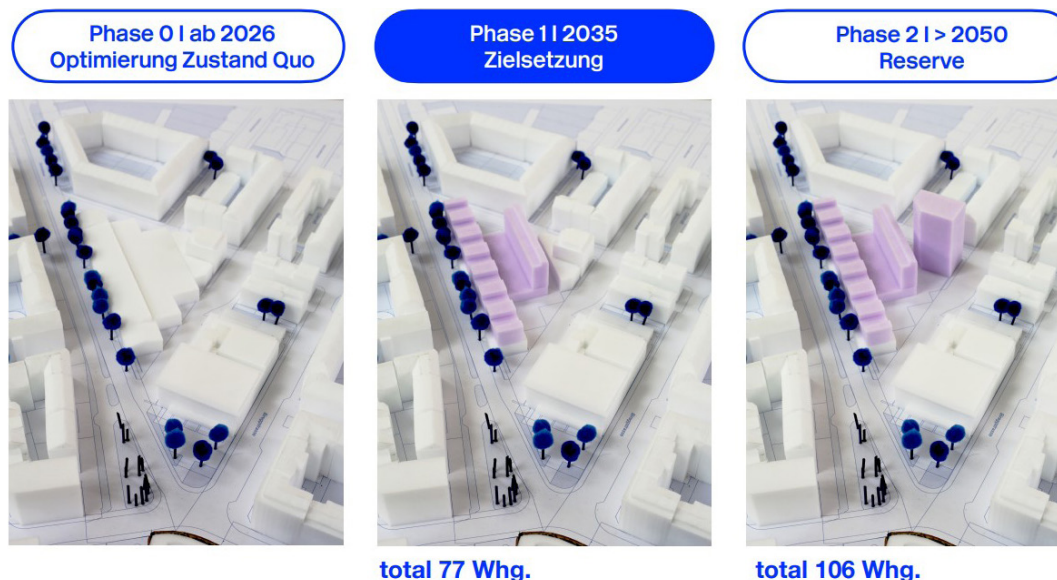 Phase 0 | ab 2026
Optimierung Zustand Quo
Phase 1 | 2035
Zielsetzung
Phase 2 | > 2050
Reserve
total 77 Whg.
total 106 Whg.